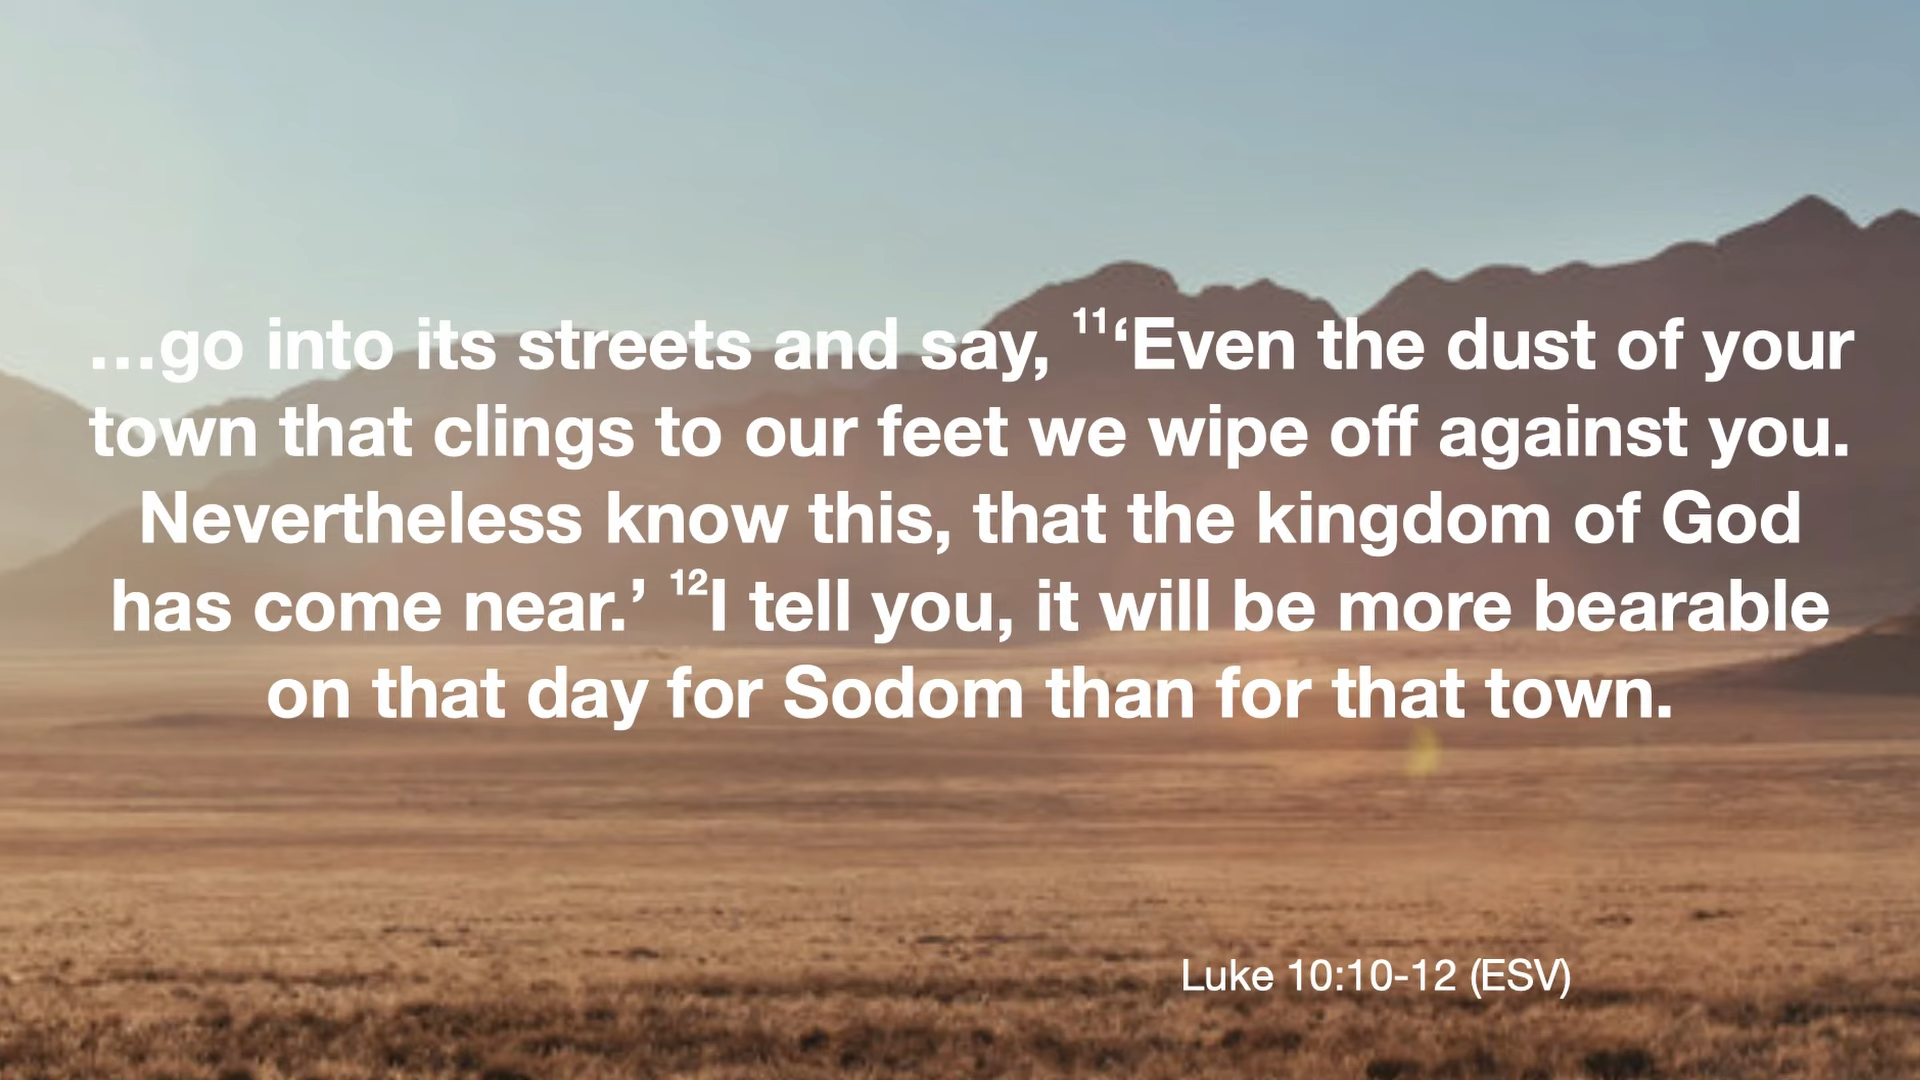 …go into its streets and say, ¹¹‘Even the dust of your
town that clings to our feet we wipe off against you.
Nevertheless know this, that the kingdom of God
has come near.’ ¹²I tell you, it will be more bearable
on that day for Sodom than for that town.
Luke 10:10-12 (ESV)